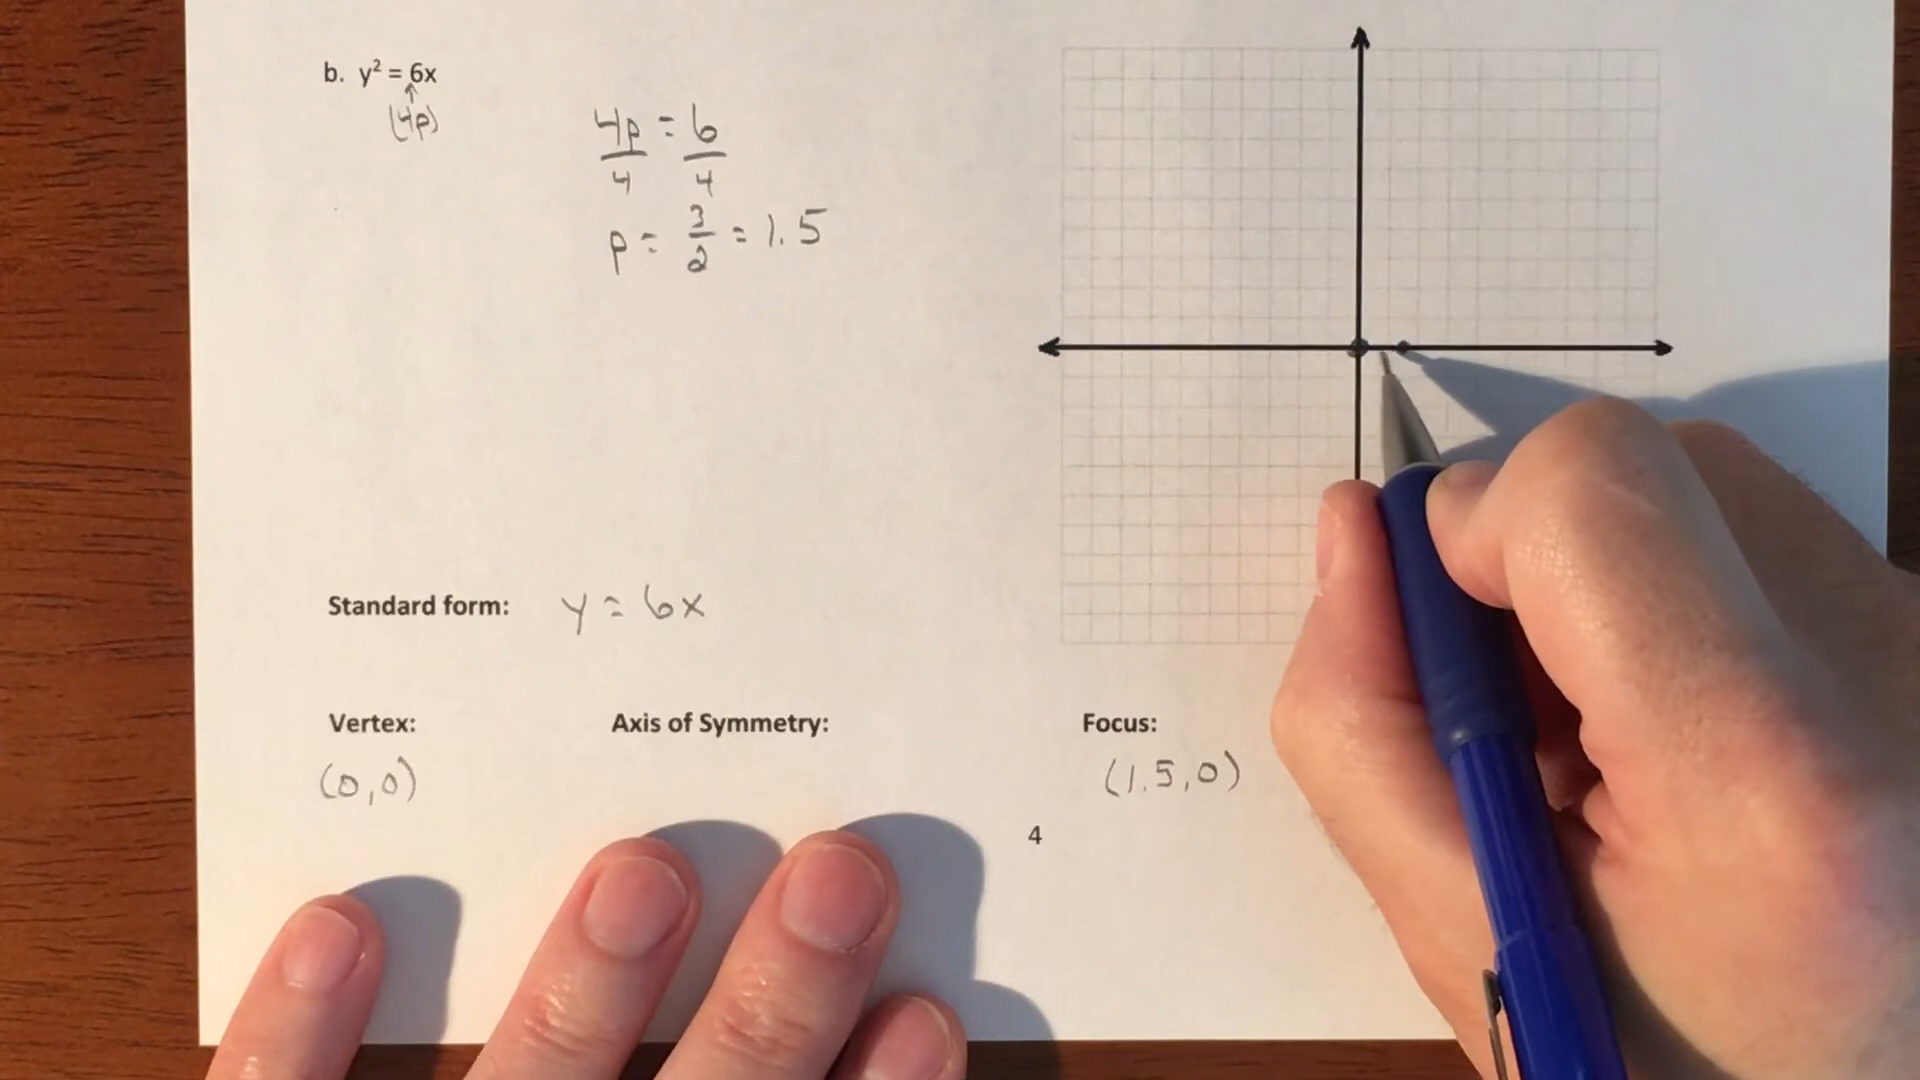 b. y² = 6x
(4p)
4p = 6
4 4
p = 3/2 = 1.5
Standard form: y = 6x
Vertex: Axis of Symmetry: Focus:
(0,0) (1.5,0)
4